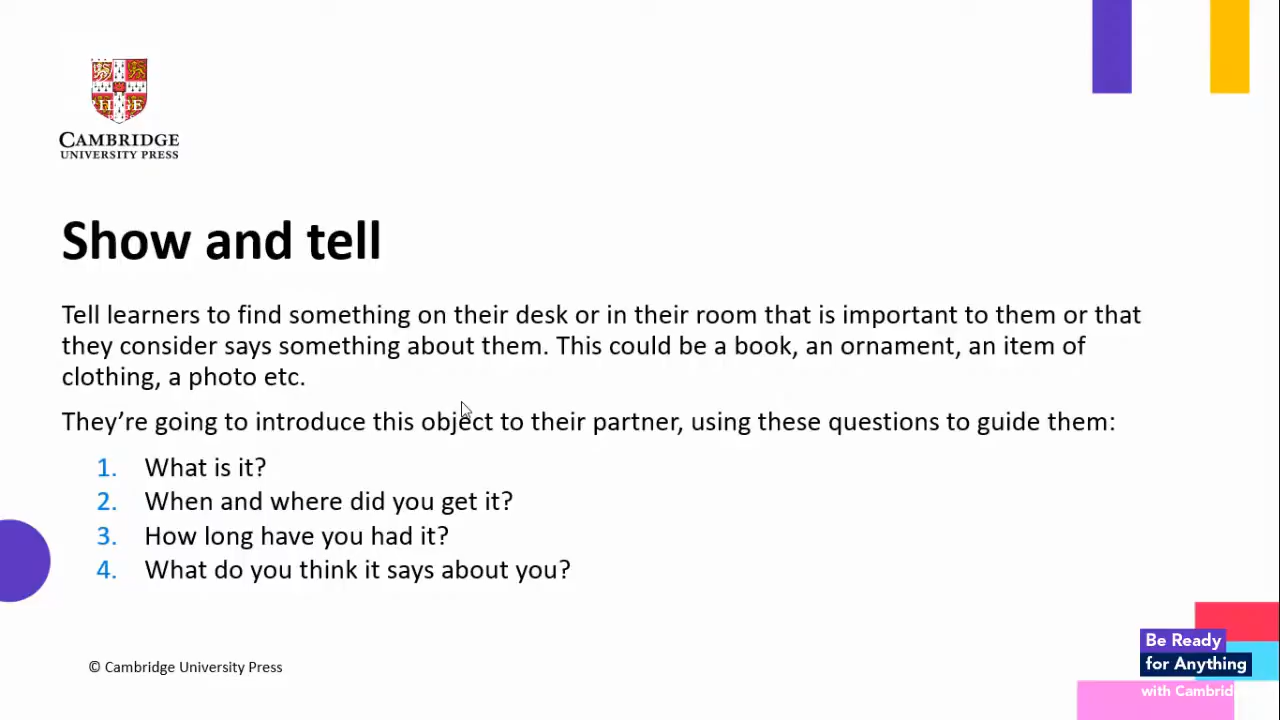 CAMBRIDGE
UNIVERSITY PRESS
Show and tell
Tell learners to find something on their desk or in their room that is important to them or that
they consider says something about them. This could be a book, an ornament, an item of
clothing, a photo etc.
They’re going to introduce this object to their partner, using these questions to guide them:
1. What is it?
2. When and where did you get it?
3. How long have you had it?
4. What do you think it says about you?
© Cambridge University Press
Be Ready
for Anything
with Cambrid